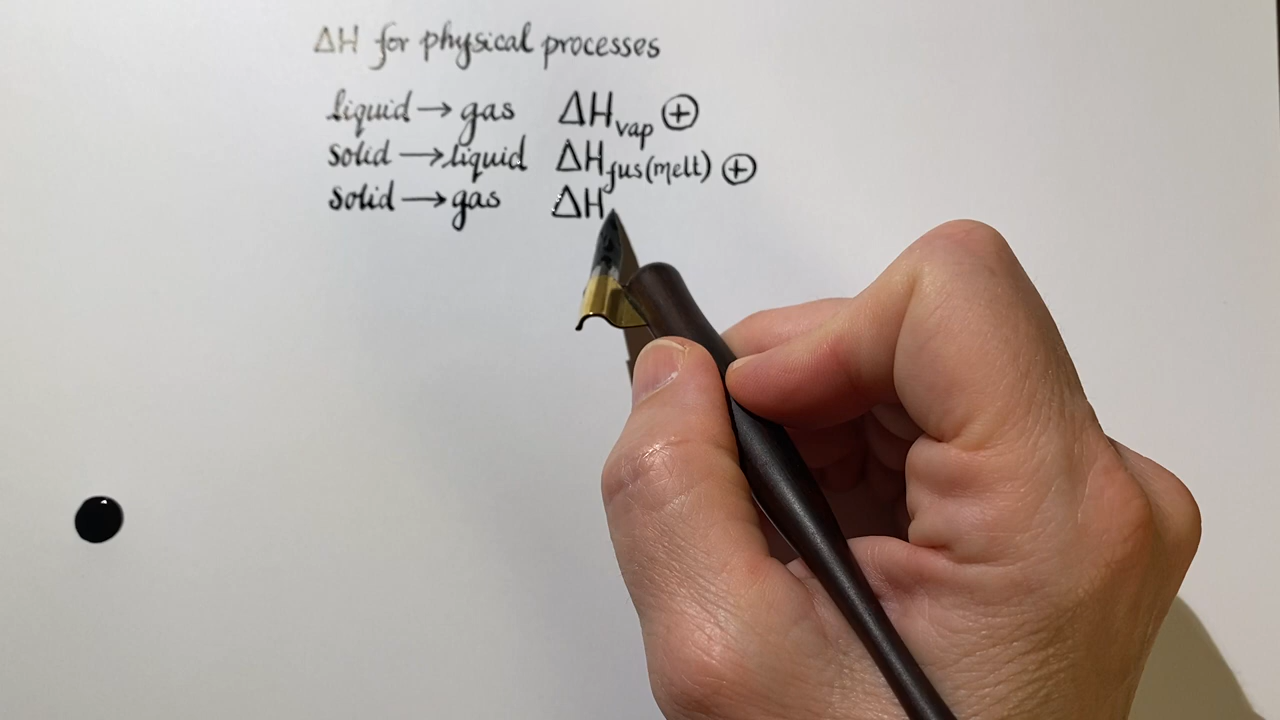 ΔH for physical processes
liquid → gas ΔHvap ⊕
solid → liquid ΔHfus(melt) ⊕
solid → gas ΔH